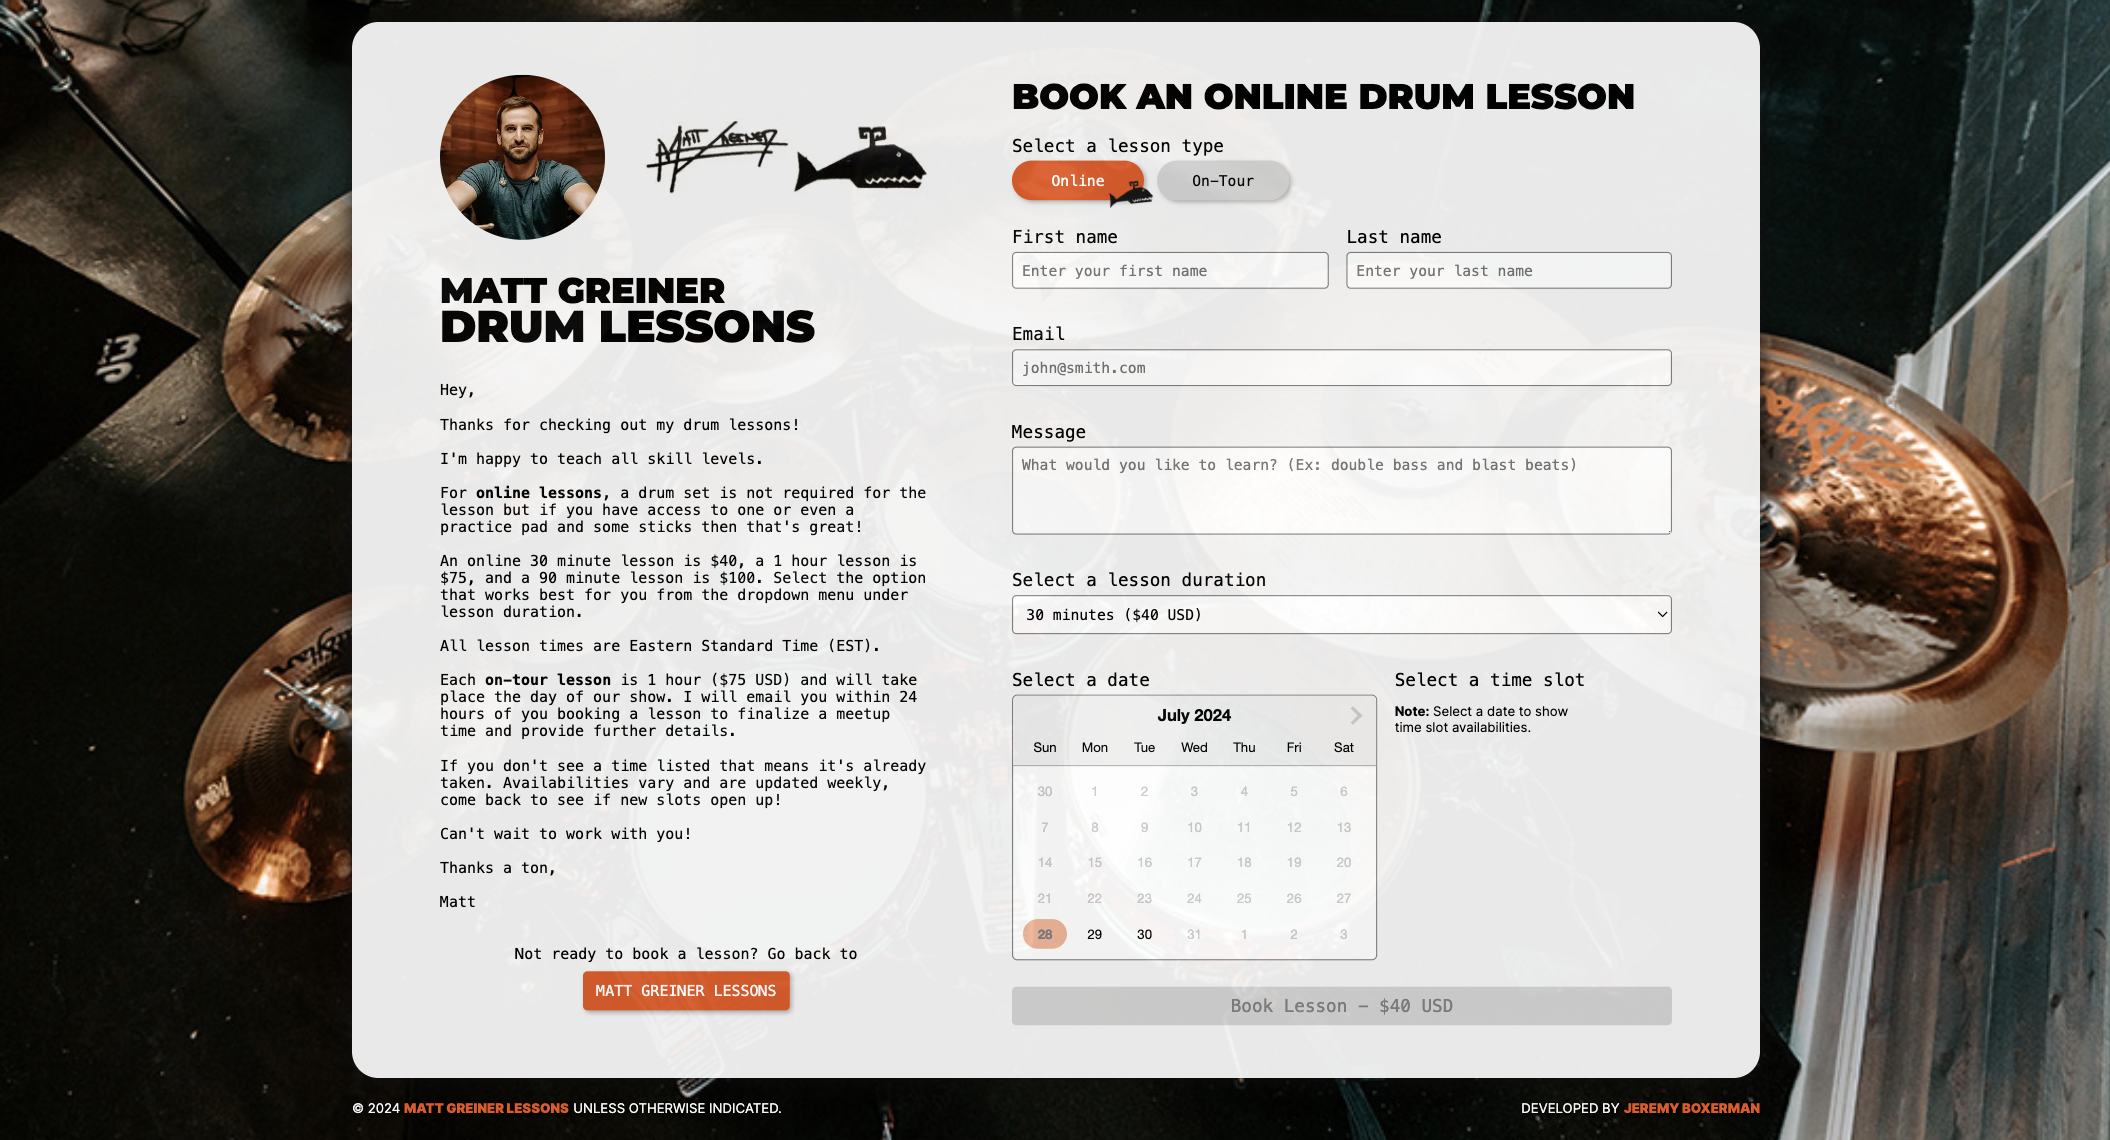 MATT GREINER
MATT GREINER
DRUM LESSONS
Hey,
Thanks for checking out my drum lessons!
I'm happy to teach all skill levels.
For online lessons, a drum set is not required for the
lesson but if you have access to one or even a
practice pad and some sticks then that's great!
An online 30 minute lesson is $40, a 1 hour lesson is
$75, and a 90 minute lesson is $100. Select the option
that works best for you from the dropdown menu under
lesson duration.
All lesson times are Eastern Standard Time (EST).
Each on-tour lesson is 1 hour ($75 USD) and will take
place the day of our show. I will email you within 24
hours of you booking a lesson to finalize a meetup
time and provide further details.
If you don't see a time listed that means it's already
taken. Availabilities vary and are updated weekly,
come back to see if new slots open up!
Can't wait to work with you!
Thanks a ton,
Matt
Not ready to book a lesson? Go back to
MATT GREINER LESSONS
BOOK AN ONLINE DRUM LESSON
Select a lesson type
Online On-Tour
First name Last name
Enter your first name Enter your last name
Email
john@smith.com
Message
What would you like to learn? (Ex: double bass and blast beats)
Select a lesson duration
30 minutes ($40 USD)
Select a date
July 2024
Sun Mon Tue Wed Thu Fri Sat
30 1 2 3 4 5 6
7 8 9 10 11 12 13
14 15 16 17 18 19 20
21 22 23 24 25 26 27
28 29 30 31 1 2 3
Select a time slot
Note: Select a date to show
time slot availabilities.
Book Lesson - $40 USD
© 2024 MATT GREINER LESSONS UNLESS OTHERWISE INDICATED.
DEVELOPED BY JEREMY BOXERMAN